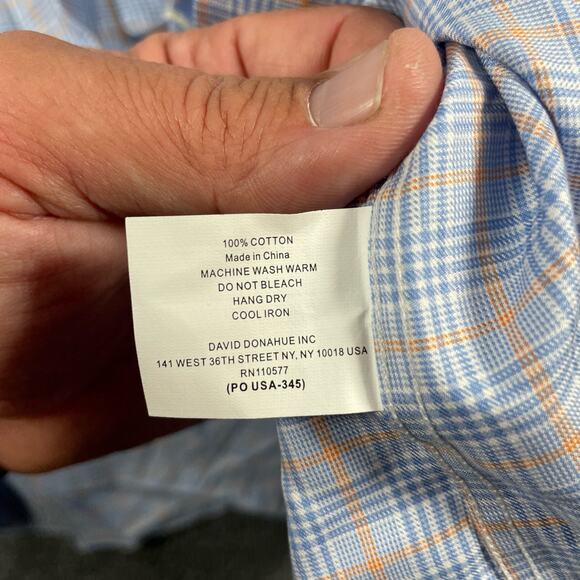 100% COTTON
Made in China
MACHINE WASH WARM
DO NOT BLEACH
HANG DRY
COOL IRON
DAVID DONAHUE INC
141 WEST 36TH STREET NY, NY 10018 USA
RN110577
(PO USA-345)